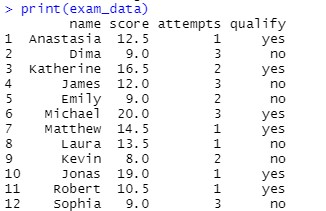 > print(exam_data)
name score attempts qualify
1 Anastasia 12.5 1 yes
2 Dima 9.0 3 no
3 Katherine 16.5 2 yes
4 James 12.0 3 no
5 Emily 9.0 2 no
6 Michael 20.0 3 yes
7 Matthew 14.5 1 yes
8 Laura 13.5 1 no
9 Kevin 8.0 2 no
10 Jonas 19.0 1 yes
11 Robert 10.5 1 yes
12 Sophia 9.0 3 no